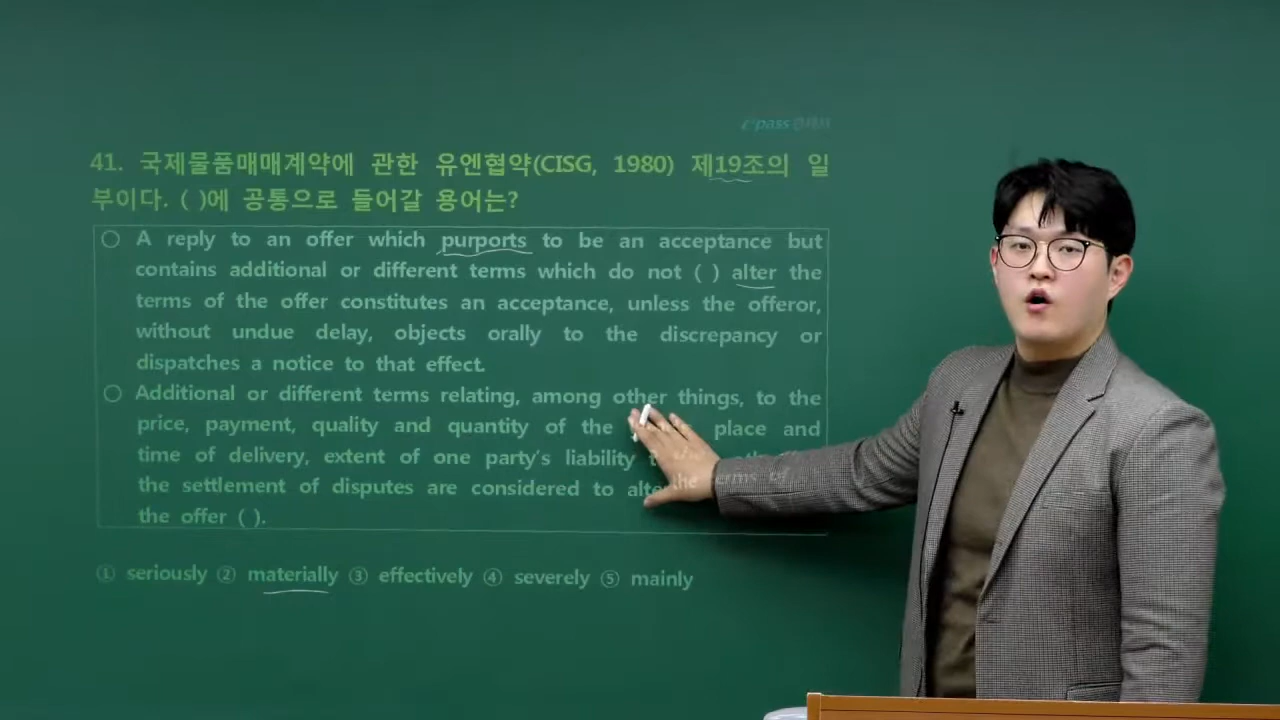 e*pass
41. 국제물품매매계약에 관한 유엔협약(CISG, 1980) 제19조의 일
부이다. ( )에 공통으로 들어갈 용어는?
○ A reply to an offer which purports to be an acceptance but
contains additional or different terms which do not ( ) alter the
terms of the offer constitutes an acceptance, unless the offeror,
without undue delay, objects orally to the discrepancy or
dispatches a notice to that effect.
○ Additional or different terms relating, among other things, to the
price, payment, quality and quantity of the place and
time of delivery, extent of one party's liability
the settlement of disputes are considered to alter the terms of
the offer ( ).
① seriously ② materially ③ effectively ④ severely ⑤ mainly